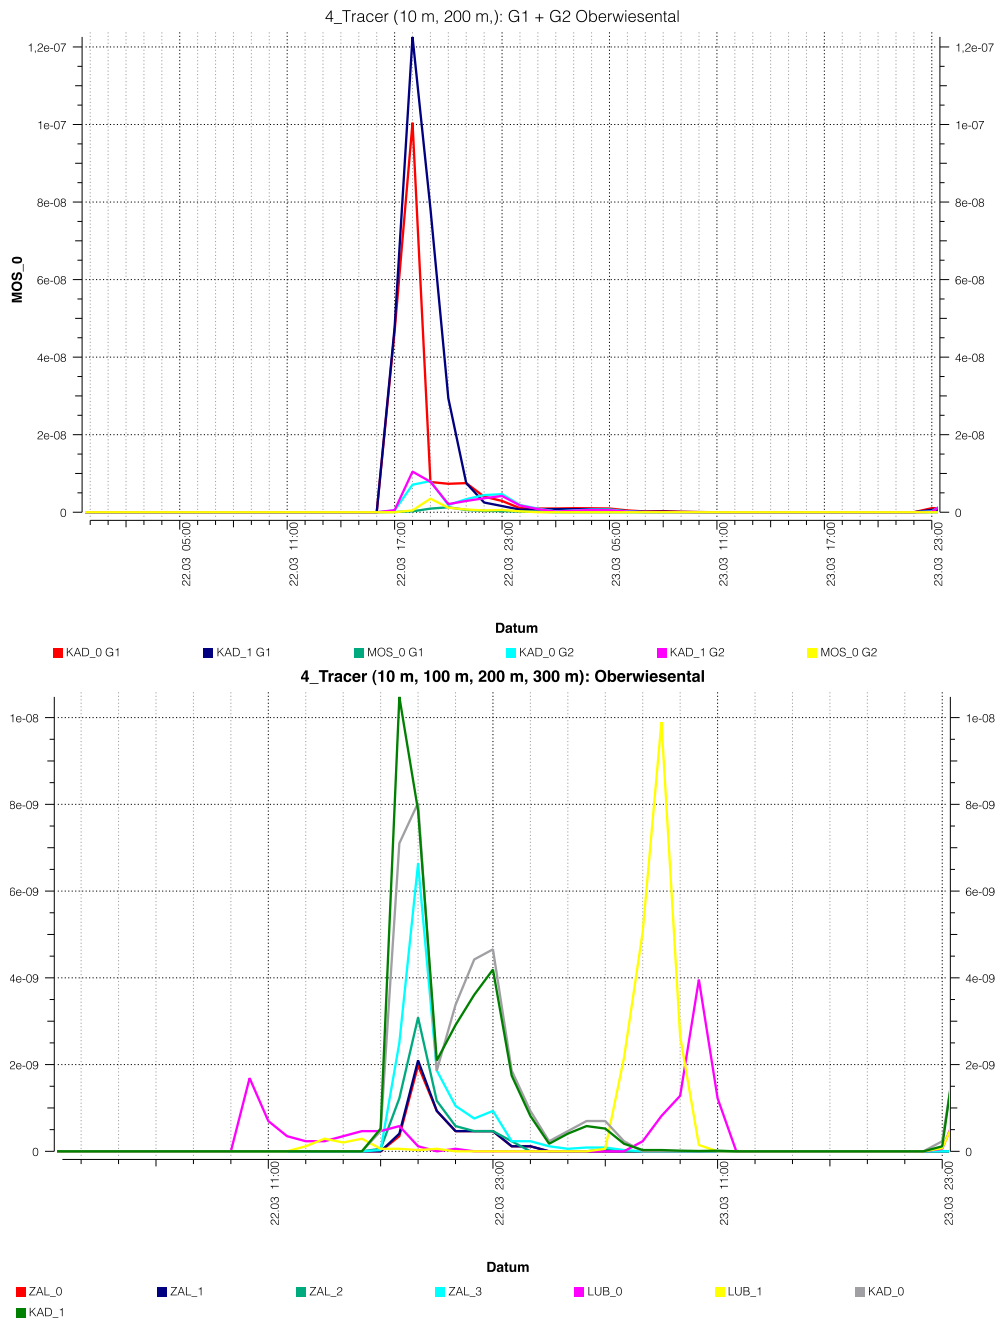 4_Tracer (10 m, 200 m,): G1 + G2 Oberwiesental
1,2e-07 1,2e-07
1e-07 1e-07
8e-08 8e-08
6e-08 6e-08
4e-08 4e-08
2e-08 2e-08
0 0
MOS_0
22.03 05:00 22.03 11:00 22.03 17:00 22.03 23:00 23.03 05:00 23.03 11:00 23.03 17:00 23.03 23:00
Datum
KAD_0 G1 KAD_1 G1 MOS_0 G1 KAD_0 G2 KAD_1 G2 MOS_0 G2
4_Tracer (10 m, 100 m, 200 m, 300 m): Oberwiesental
1e-08 1e-08
8e-09 8e-09
6e-09 6e-09
4e-09 4e-09
2e-09 2e-09
0 0
22.03 11:00 22.03 23:00 23.03 11:00 23.03 23:00
Datum
ZAL_0 ZAL_1 ZAL_2 ZAL_3 LUB_0 LUB_1 KAD_0
KAD_1